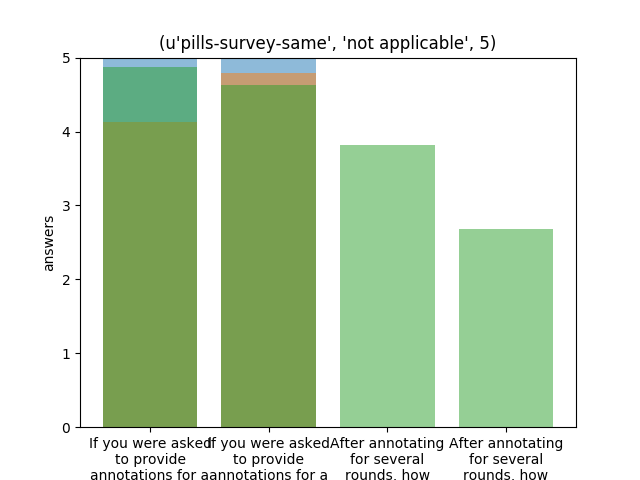 (u'pills-survey-same', 'not applicable', 5)
5
4
3
2
1
0
answers
If you were asked
to provide
annotations for a
If you were asked
to provide
annotations for a
After annotating
for several
rounds, how
After annotating
for several
rounds, how